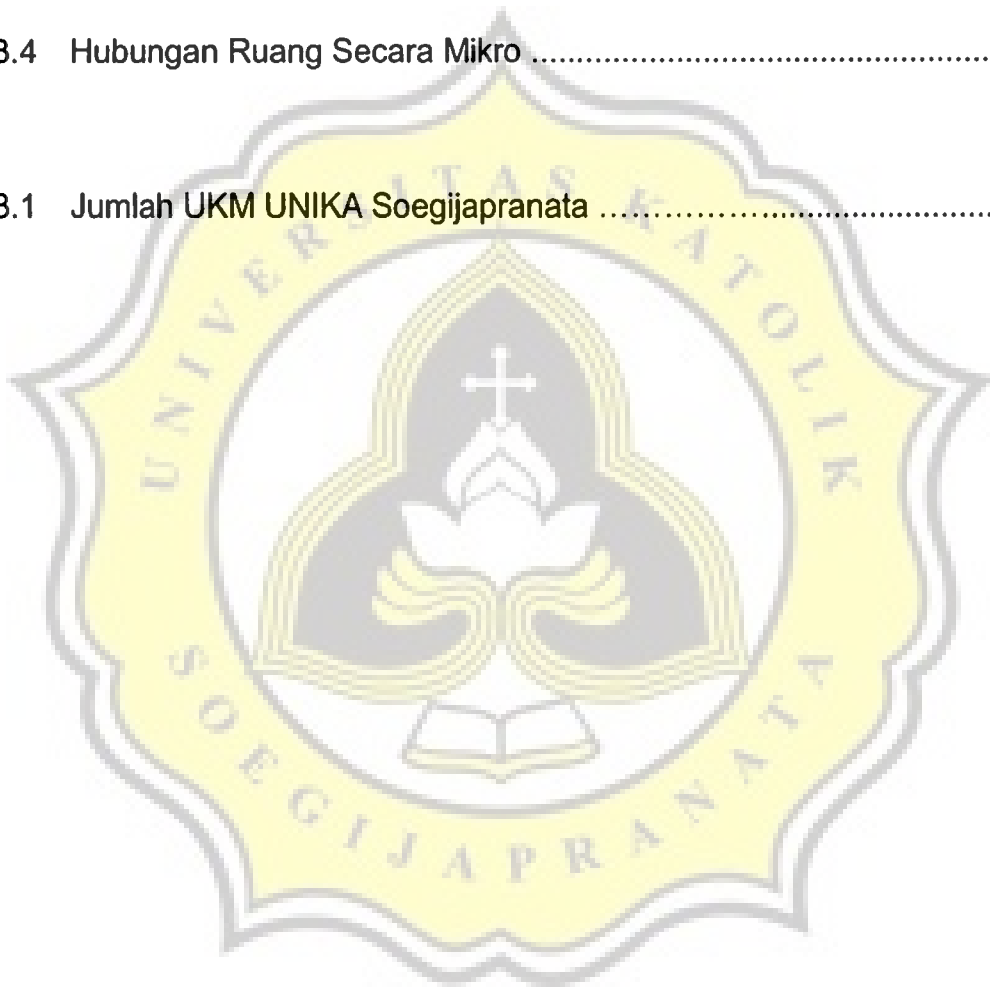 3.4 Hubungan Ruang Secara Mikro ..................................................
3.1 Jumlah UKM UNIKA Soegijapranata ..........................................
UNIVERSITAS KATOLIK
SOEGIJAPRANATA